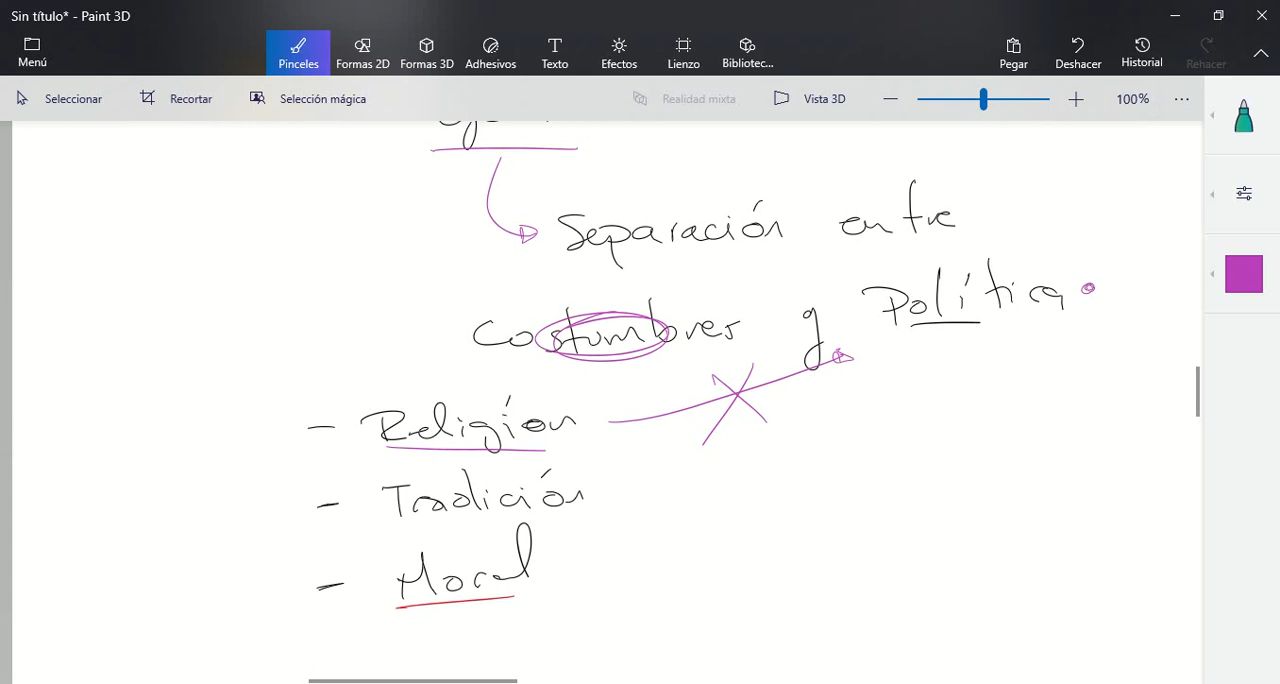 Sin título* - Paint 3D
Menú
Pinceles
Formas 2D
Formas 3D
Adhesivos
Texto
Efectos
Lienzo
Bibliotec...
Pegar
Deshacer
Historial
Rehacer
Seleccionar
Recortar
Selección mágica
Realidad mixta
Vista 3D
100%
Separación entre
Costumbres y Política
- Religión
- Tradición
- Moral